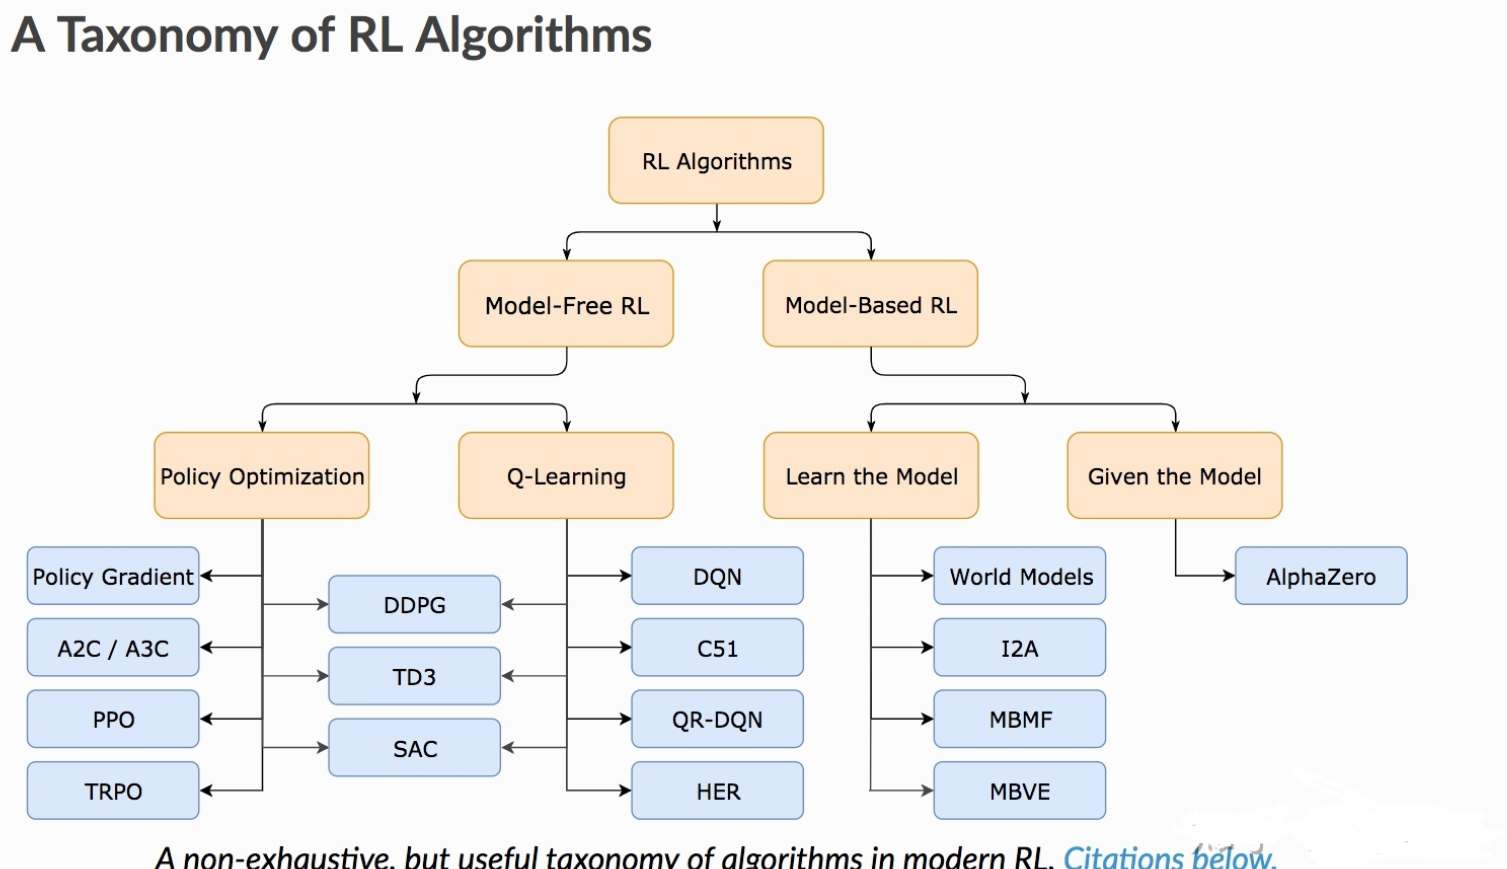 A Taxonomy of RL Algorithms
RL Algorithms
Model-Free RL
Model-Based RL
Policy Optimization
Q-Learning
Learn the Model
Given the Model
Policy Gradient
DQN
World Models
AlphaZero
DDPG
A2C / A3C
C51
I2A
TD3
PPO
QR-DQN
MBMF
SAC
TRPO
HER
MBVE
A non-exhaustive, but useful taxonomy of algorithms in modern RL. Citations below.